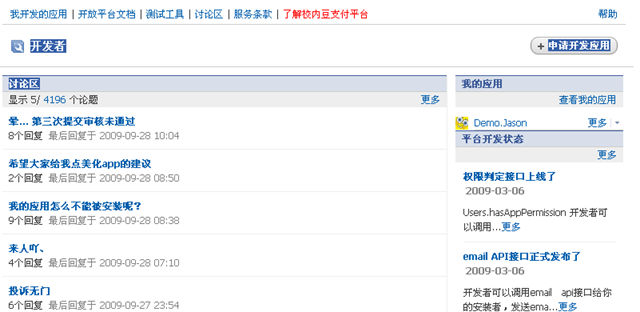 我开发的应用 | 开放平台文档 | 测试工具 | 讨论区 | 服务条款 | 了解校内豆支付平台
帮助
开发者
+ 申请开发应用
讨论区
显示 5/ 4196 个论题
更多
晕... 第三次提交审核未通过
8个回复 最后回复于 2009-09-28 10:04
希望大家给我点美化app的建议
2个回复 最后回复于 2009-09-28 08:50
我的应用怎么不能被安装呢？
9个回复 最后回复于 2009-09-28 08:38
来人吖、
4个回复 最后回复于 2009-09-28 07:10
投诉无门
6个回复 最后回复于 2009-09-27 23:54
我的应用
查看我的应用
Demo.Jason
更多
平台开发状态
更多
权限判定接口上线了
2009-03-06
Users.hasAppPermission 开发者可
以调用...更多
email API接口正式发布了
2009-03-06
开发者可以调用email api接口给你
的安装者，发送ema...更多